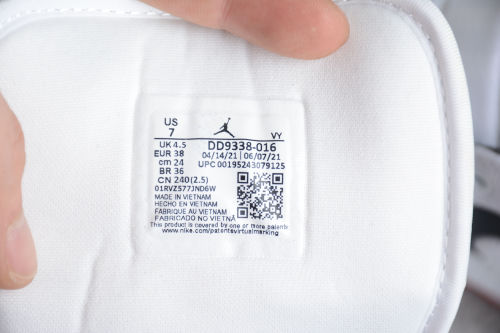 US
7
VY
UK 4.5
EUR 38
cm 24
BR 36
CN 240(2.5)
DD9338-016
04/14/21 | 06/07/21
UPC 00195243079125
01RVZ577JND6W
MADE IN VIETNAM
HECHO EN VIETNAM
FABRIQUE AU VIETNAM
FABRICADO NO VIETNÃ
This product is covered by one or more patents
www.nike.com/patentsvirtualmarking